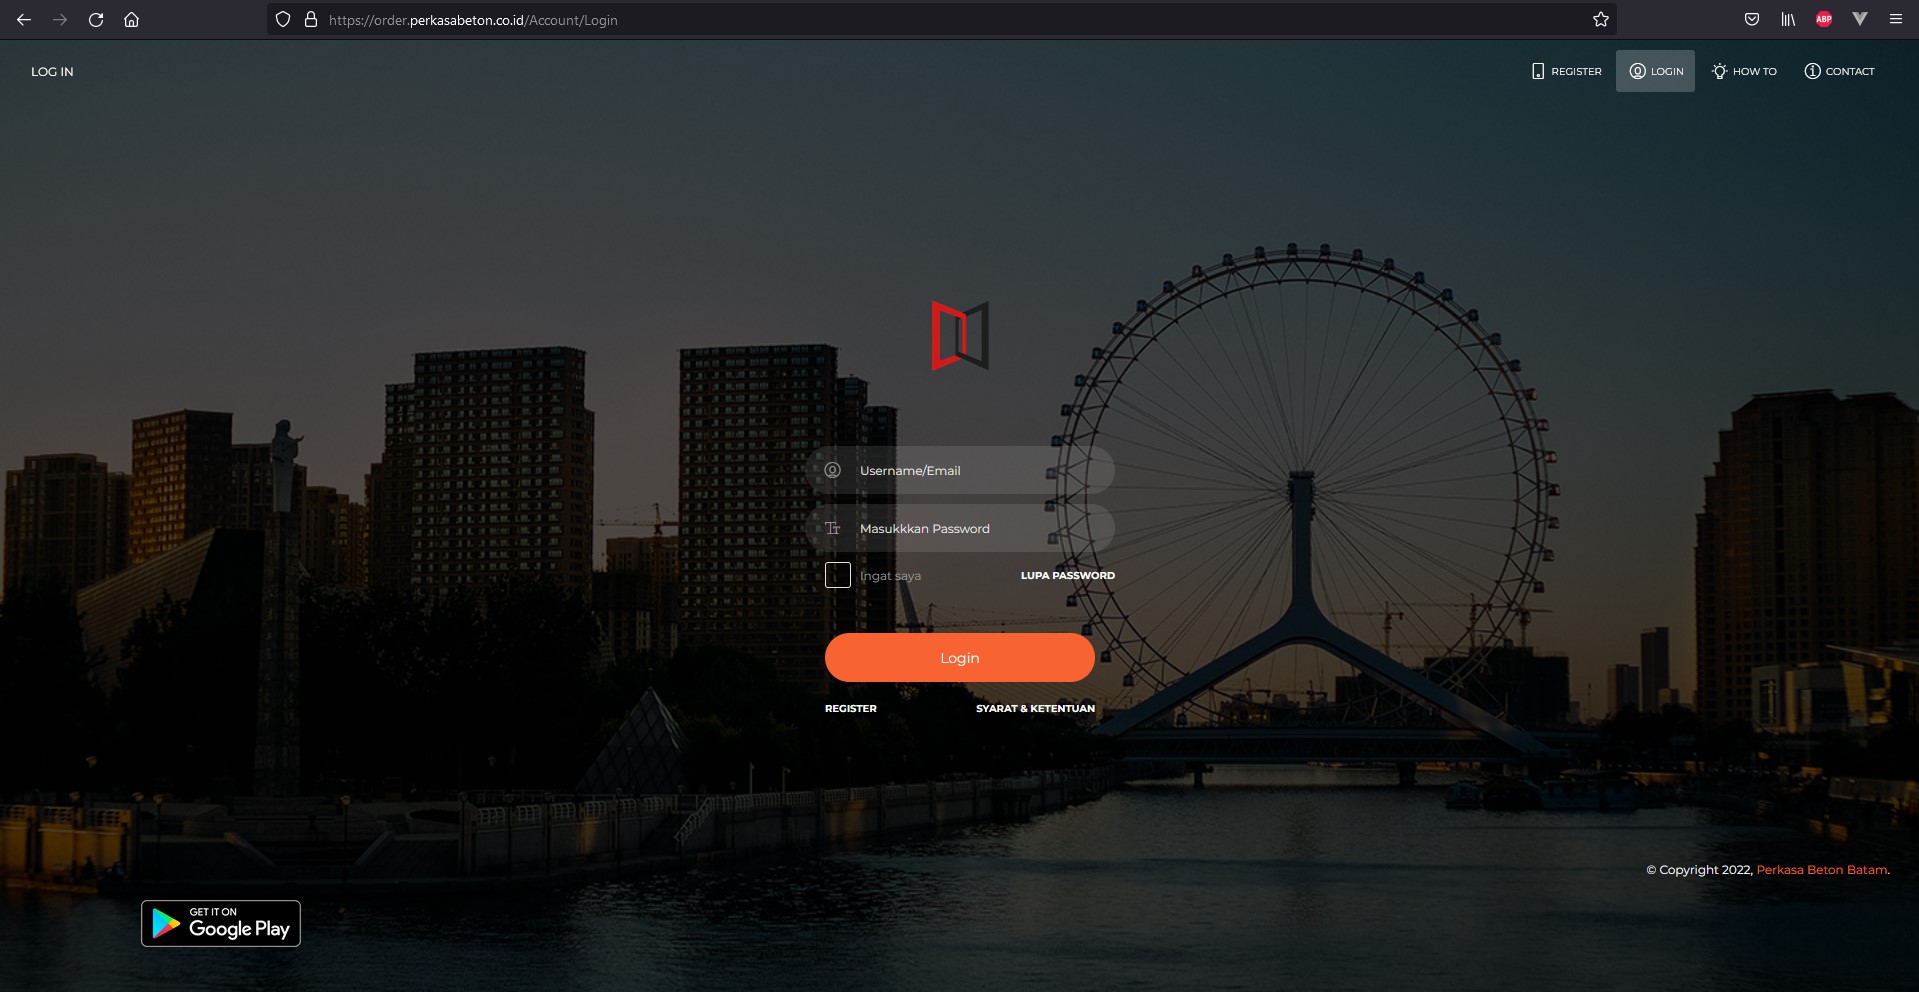 https://order.perkasabeton.co.id/Account/Login
ABP
LOG IN
REGISTER
LOGIN
HOW TO
CONTACT
Username/Email
Masukkkan Password
Ingat saya
LUPA PASSWORD
Login
REGISTER
SYARAT & KETENTUAN
© Copyright 2022, Perkasa Beton Batam.
GET IT ON
Google Play